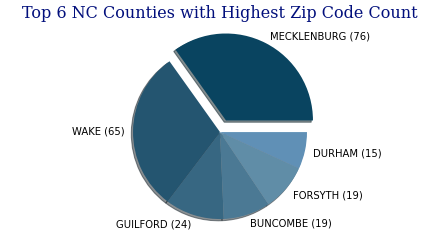 Top 6 NC Counties with Highest Zip Code Count
MECKLENBURG (76)
WAKE (65)
DURHAM (15)
FORSYTH (19)
GUILFORD (24)
BUNCOMBE (19)